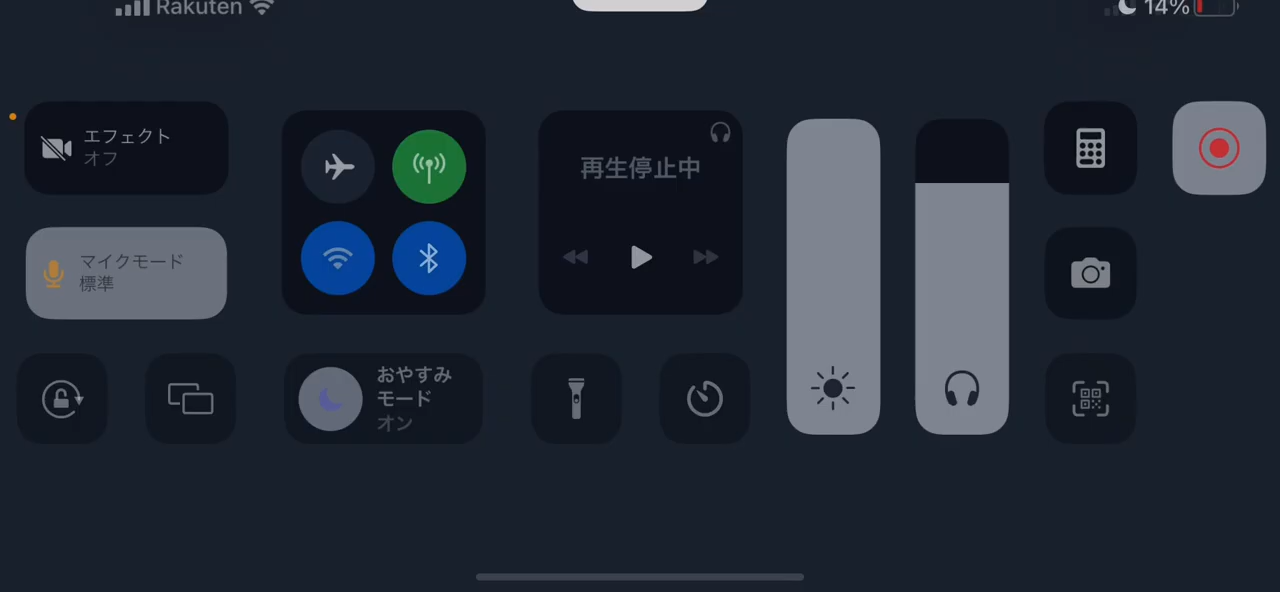 Rakuten
14%
エフェクト
オフ
再生停止中
マイクモード
標準
おやすみ
モード
オン